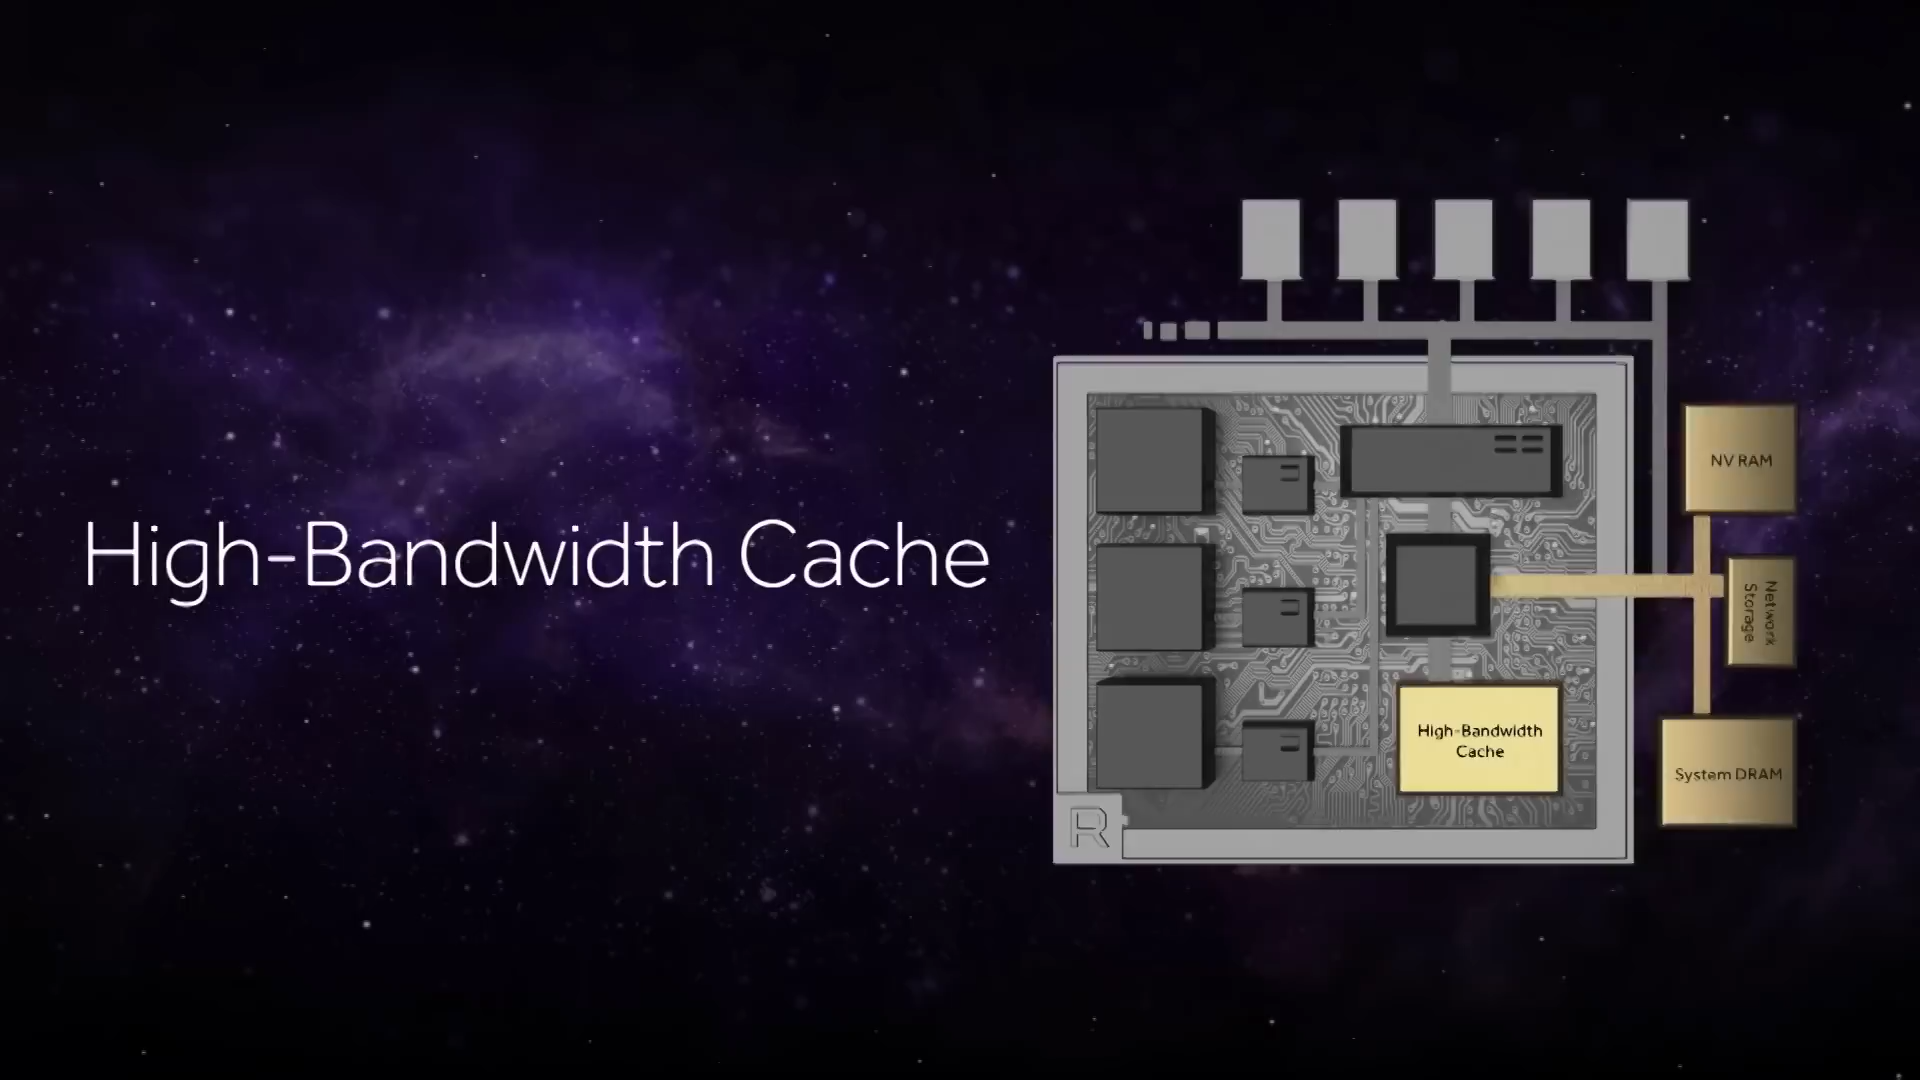 High-Bandwidth Cache
NV RAM
Network
Storage
High-Bandwidth
Cache
System DRAM
R